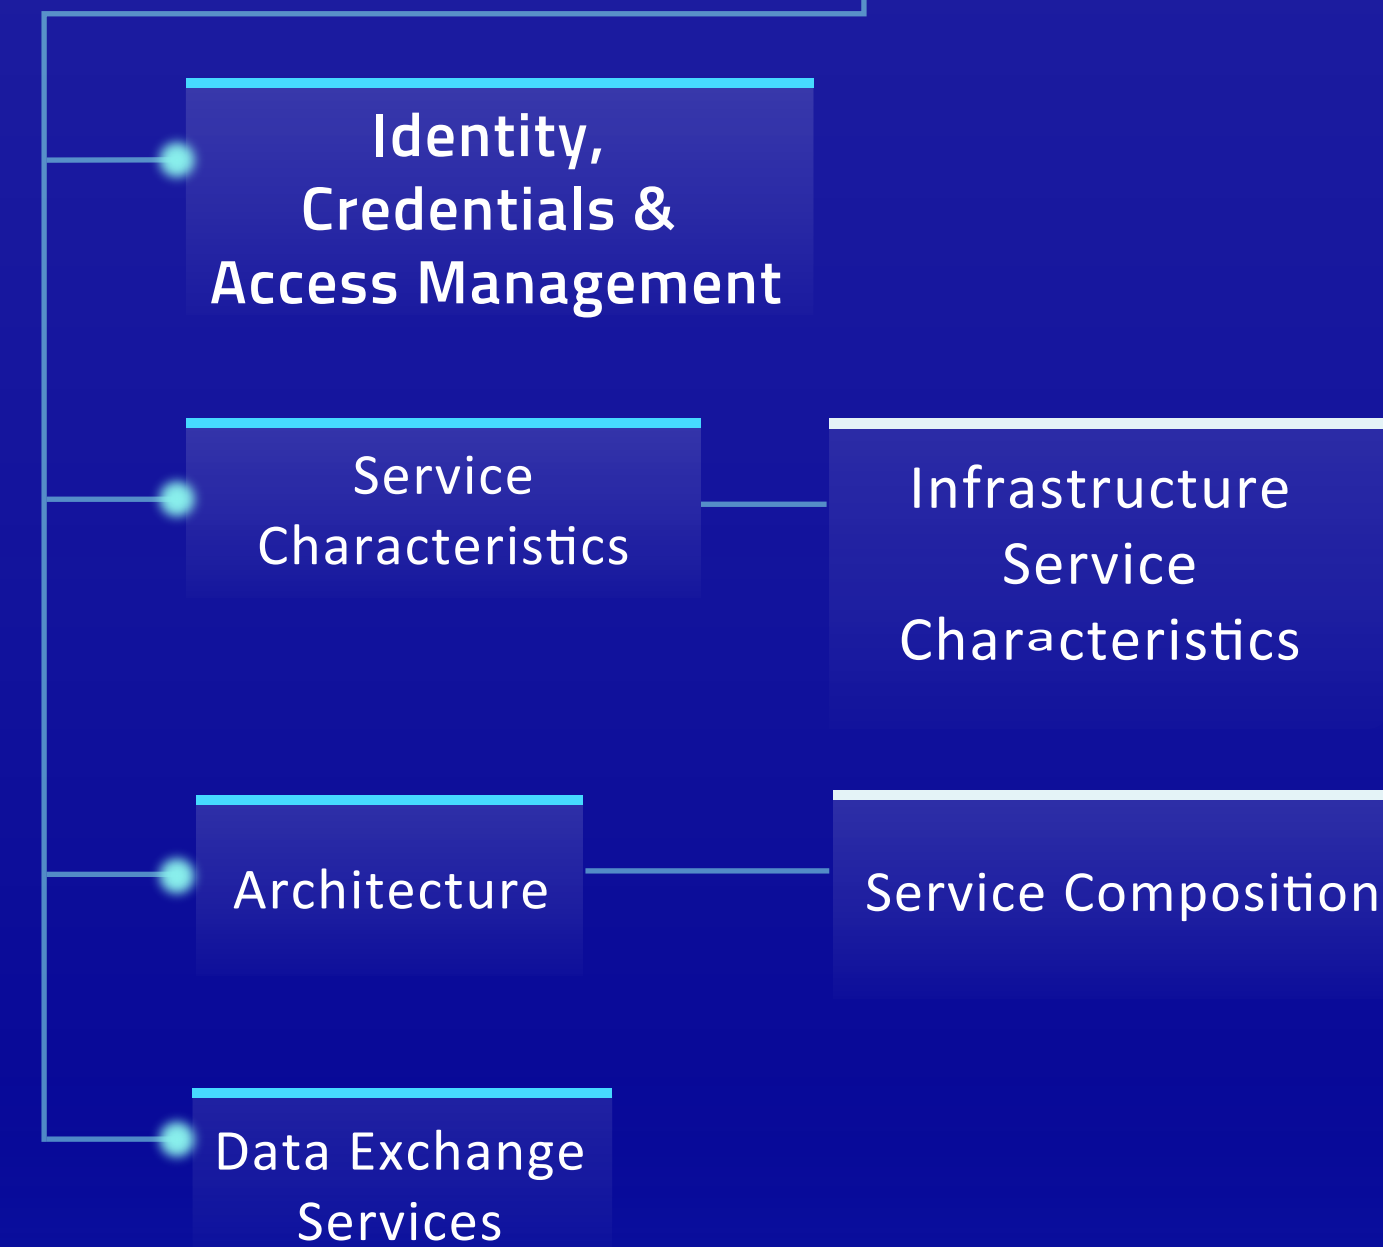 Identity,
Credentials &
Access Management
Service
Characteristics
Infrastructure
Service
Characteristics
Architecture
Service Composition
Data Exchange
Services